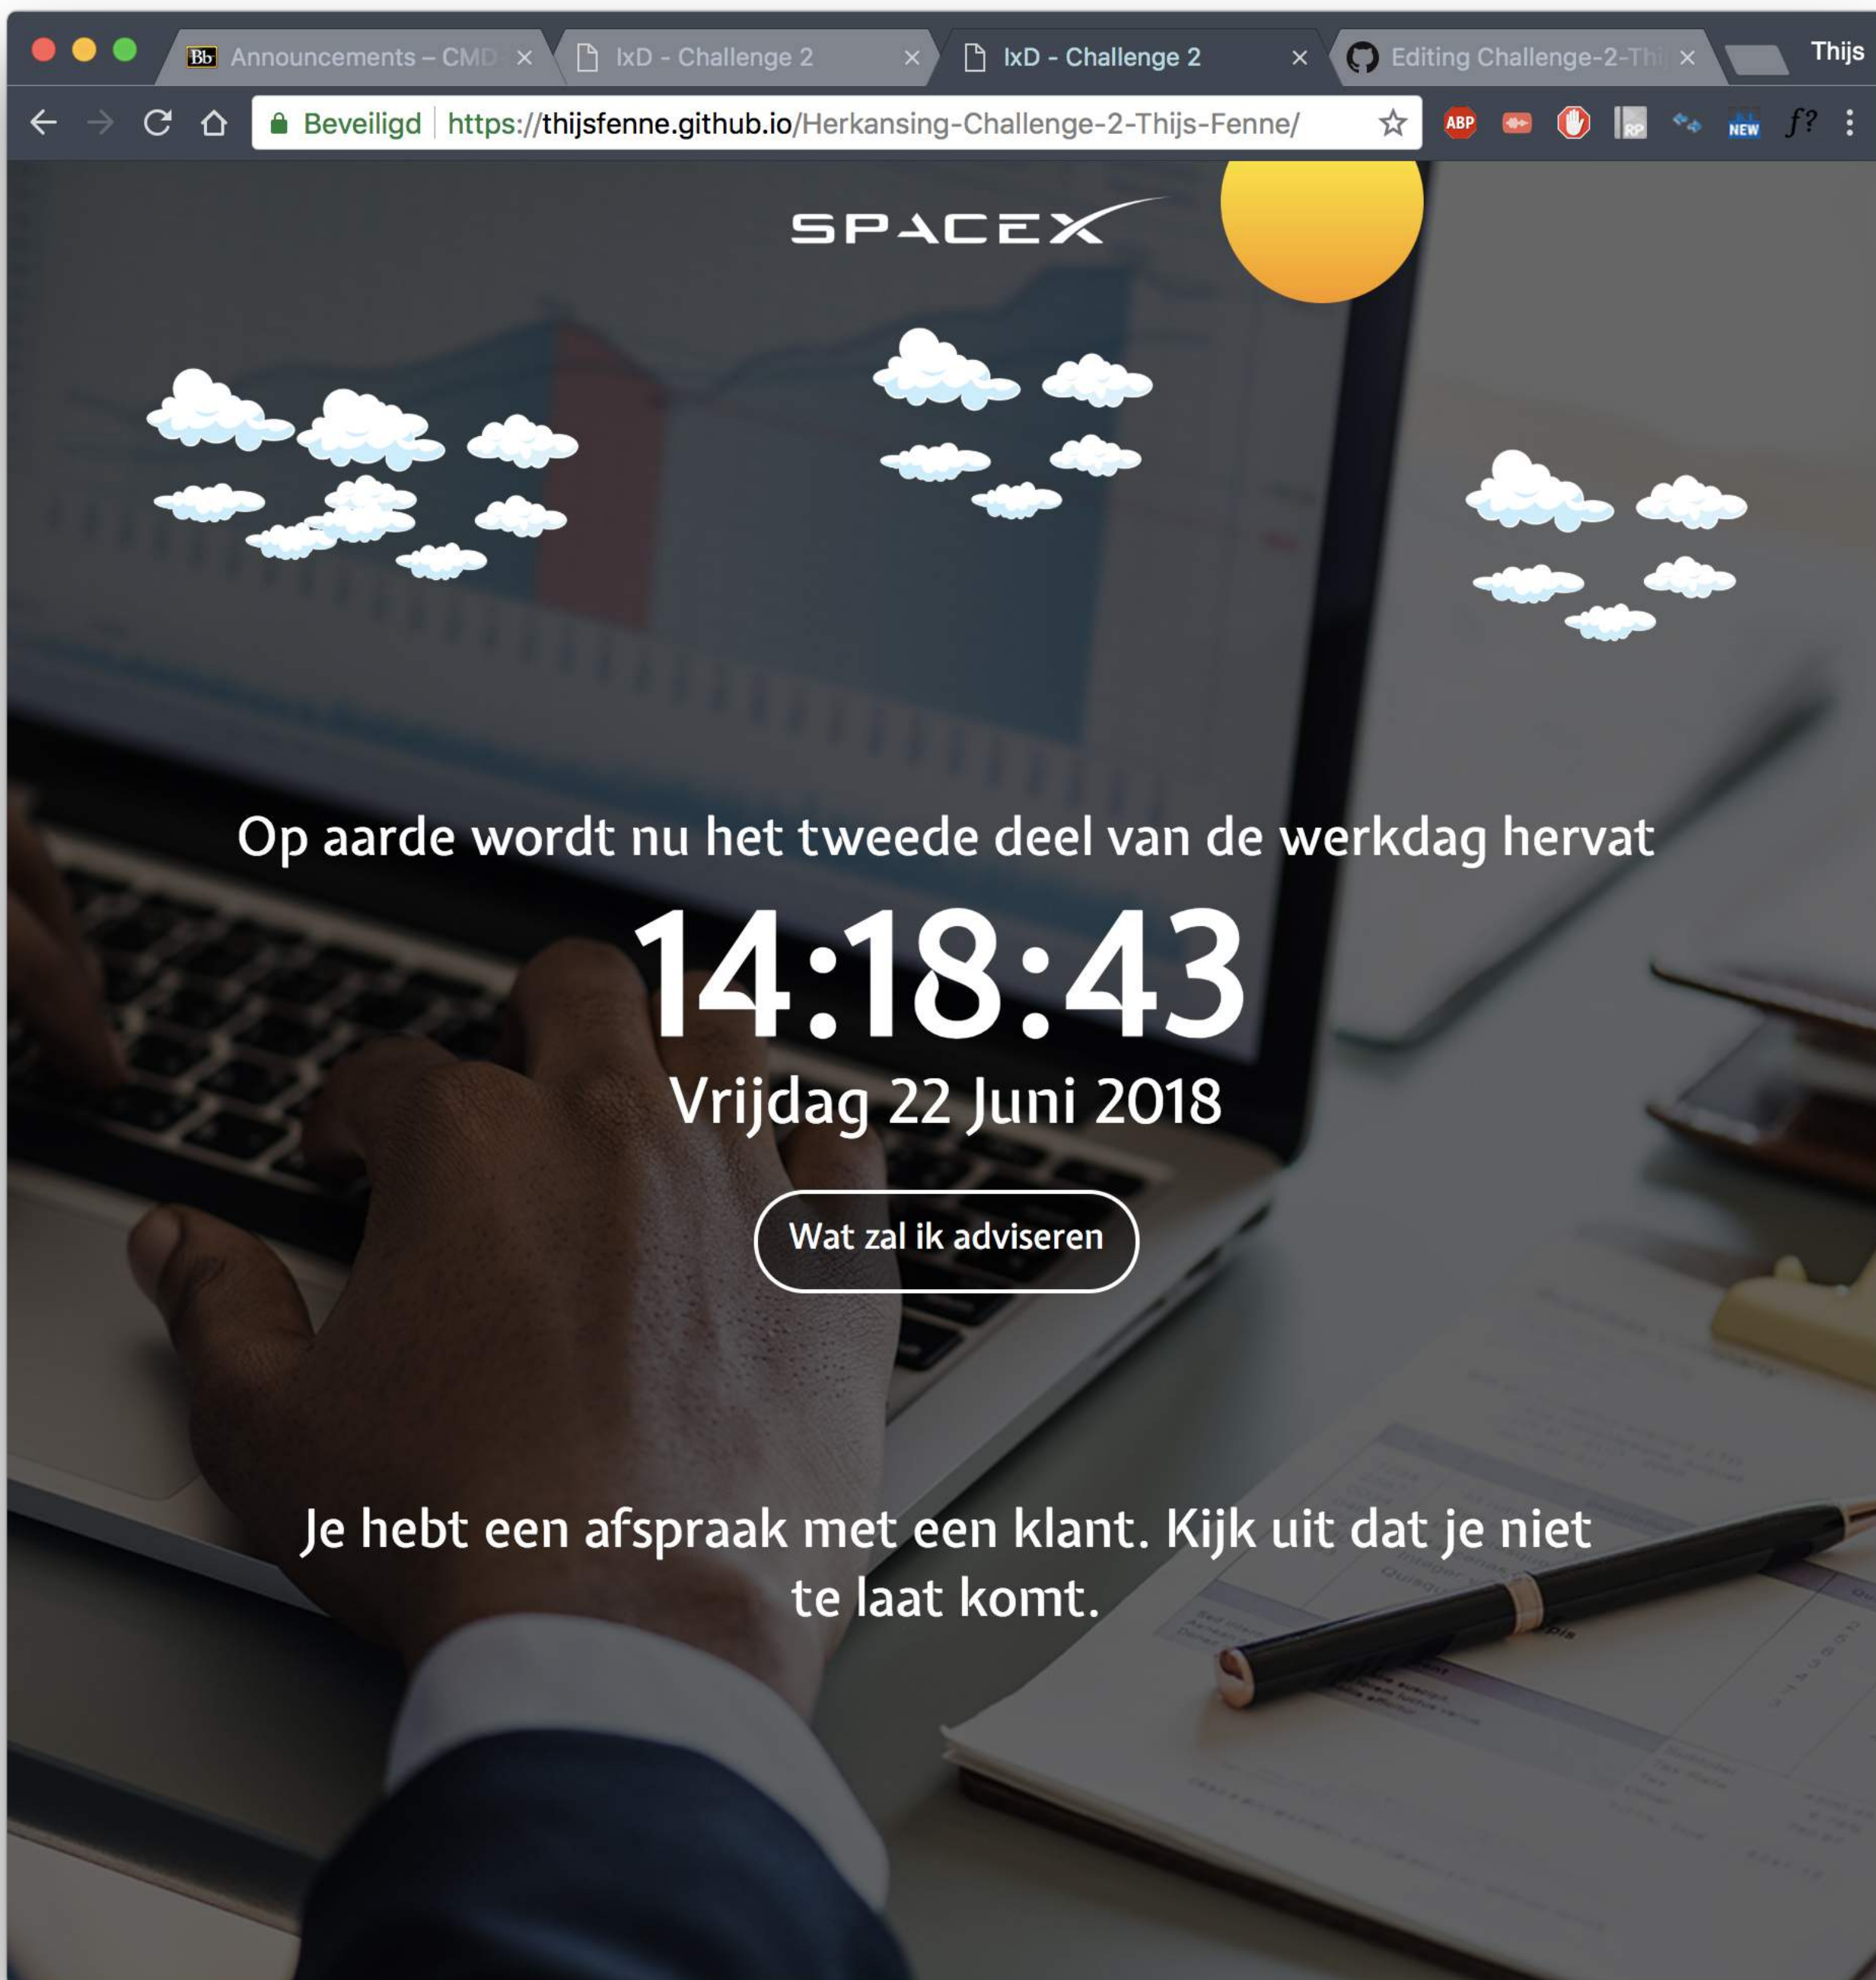 Bb Announcements – CMD
IxD - Challenge 2
IxD - Challenge 2
Editing Challenge-2-Thi
Thijs
Beveiligd https://thijsfenne.github.io/Herkansing-Challenge-2-Thijs-Fenne/
ABP
RP
NEW
f?
SPACEX
Op aarde wordt nu het tweede deel van de werkdag hervat
14:18:43
Vrijdag 22 Juni 2018
Wat zal ik adviseren
Je hebt een afspraak met een klant. Kijk uit dat je niet
te laat komt.